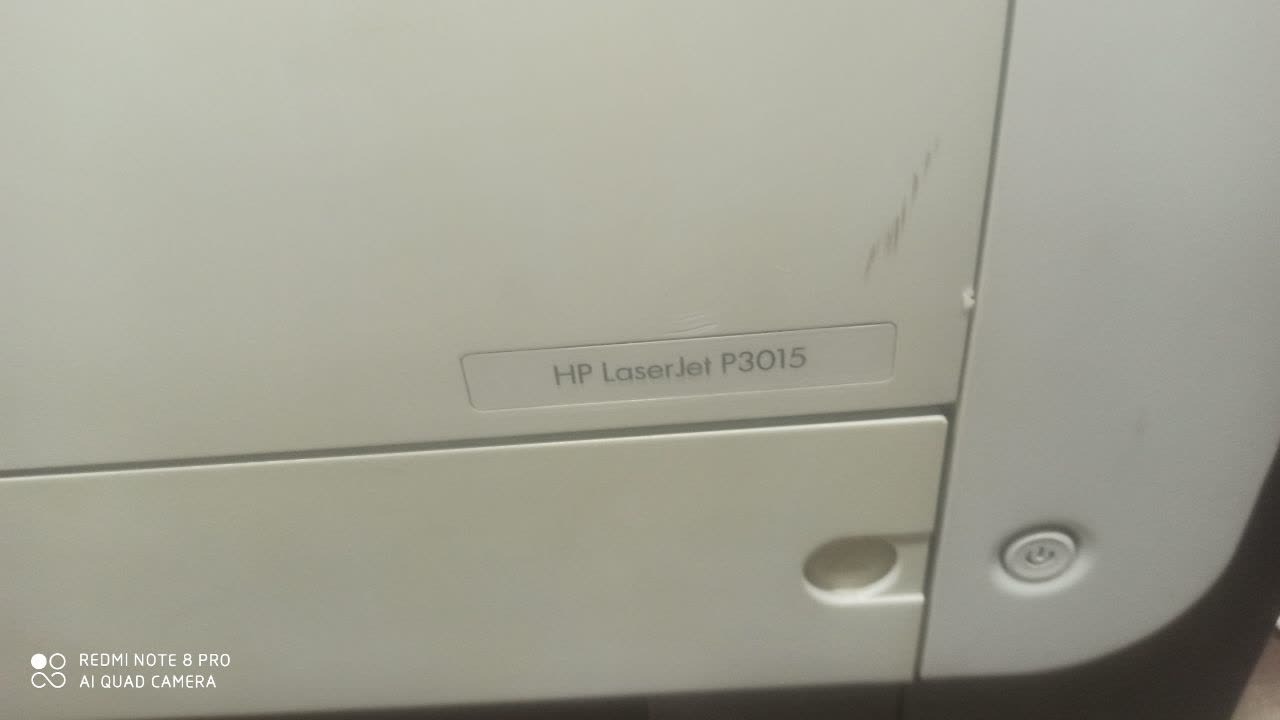 HP LaserJet P3015
REDMI NOTE 8 PRO
AI QUAD CAMERA